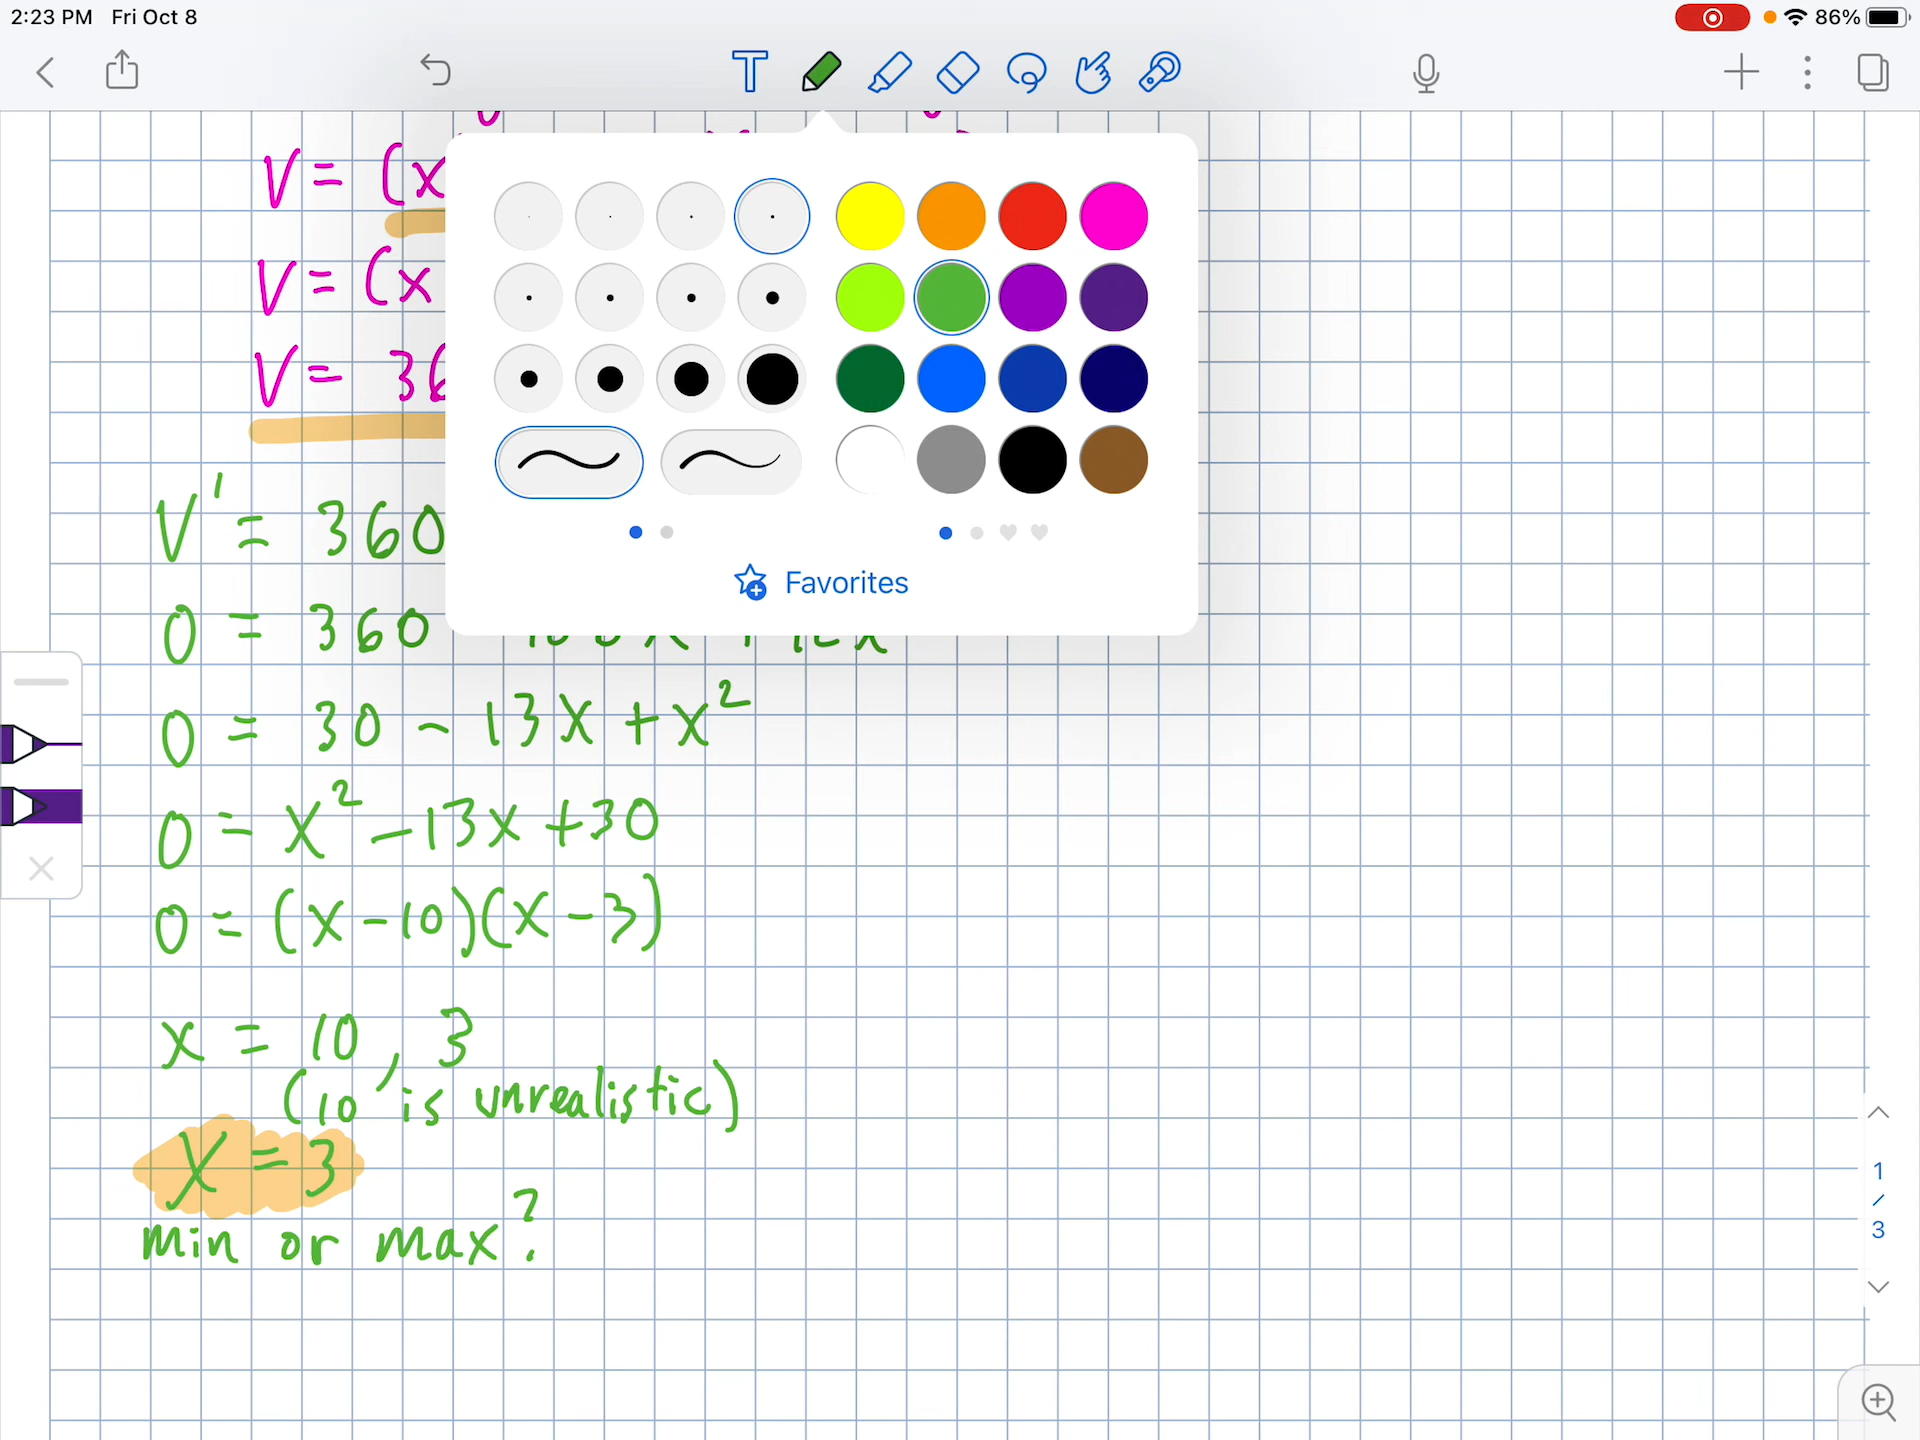 2:23 PM Fri Oct 8 86%
T
V = (x
V = (x
V = 36
V' = 360
0 = 360
0 = 30 - 13x + x²
0 = x² - 13x + 30
0 = (x - 10)(x - 3)
x = 10, 3
(10 is unrealistic)
x = 3
min or max?
Favorites
1
/
3